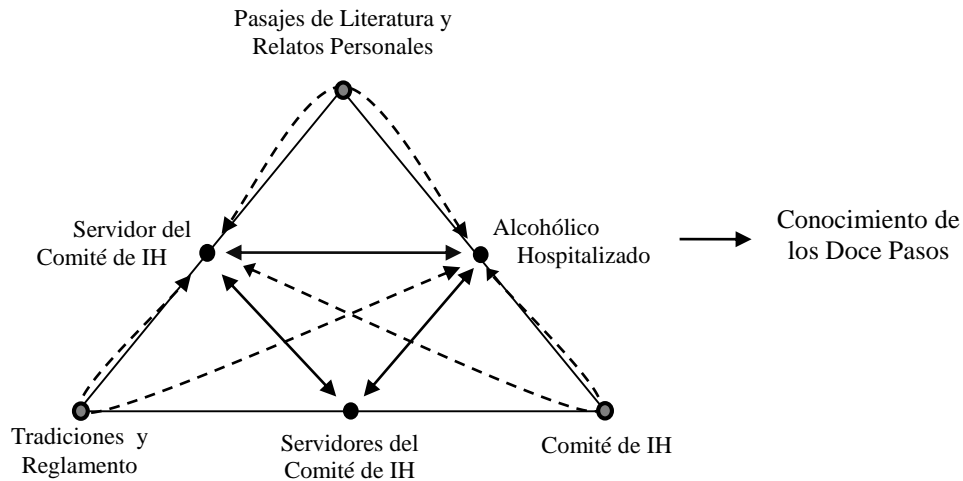 Pasajes de Literatura y
Relatos Personales
Servidor del
Comité de IH
Alcohólico
Hospitalizado
Conocimiento de
los Doce Pasos
Tradiciones y
Reglamento
Servidores del
Comité de IH
Comité de IH